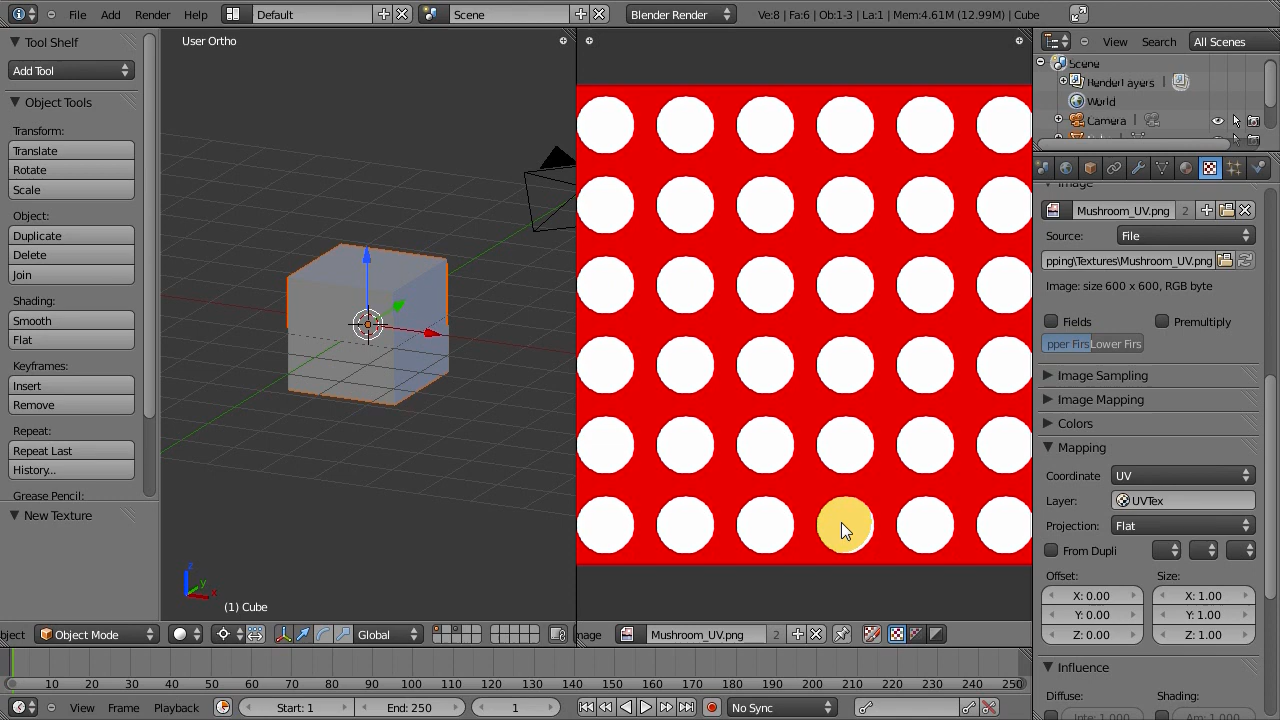 File Add Render Help Default Scene Blender Render Ve:8 | Fa:6 | Ob:1-3 | La:1 | Mem:4.61M (12.99M) | Cube
Tool Shelf
Add Tool
Object Tools
Transform:
Translate
Rotate
Scale
Object:
Duplicate
Delete
Join
Shading:
Smooth
Flat
Keyframes:
Insert
Remove
Repeat:
Repeat Last
History...
Grease Pencil:
New Texture
User Ortho
z
y
x
(1) Cube
View Search All Scenes
Scene
RenderLayers
World
Camera
Image
Mushroom_UV.png 2
Source: File
pping\Textures\Mushroom_UV.png
Image: size 600 x 600, RGB byte
Fields Premultiply
pper Firs Lower Firs
Image Sampling
Image Mapping
Colors
Mapping
Coordinate UV
Layer: UVTex
Projection: Flat
From Dupli
Offset: Size:
X: 0.00 X: 1.00
Y: 0.00 Y: 1.00
Z: 0.00 Z: 1.00
Influence
Diffuse: Shading:
bject Object Mode Global mage Mushroom_UV.png 2
10 20 30 40 50 60 70 80 90 100 110 120 130 140 150 160 170 180 190 200 210 220 230 240 250
View Frame Playback Start: 1 End: 250 1 No Sync